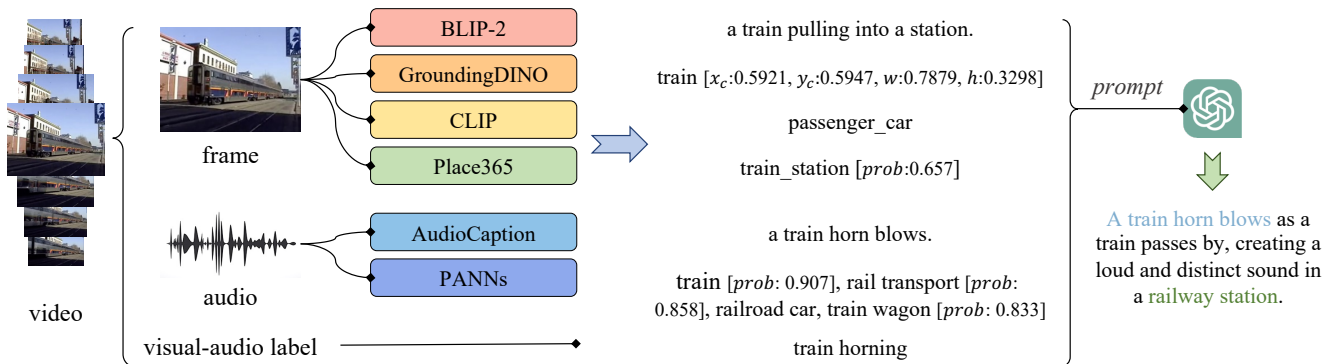 BLIP-2
a train pulling into a station.
GroundingDINO
train [x_c:0.5921, y_c:0.5947, w:0.7879, h:0.3298]
prompt
CLIP
passenger_car
frame
Place365
train_station [prob:0.657]
AudioCaption
a train horn blows.
A train horn blows as a
train passes by, creating a
loud and distinct sound in
a railway station.
PANNs
train [prob: 0.907], rail transport [prob:
0.858], railroad car, train wagon [prob: 0.833]
audio
video
visual-audio label
train horning